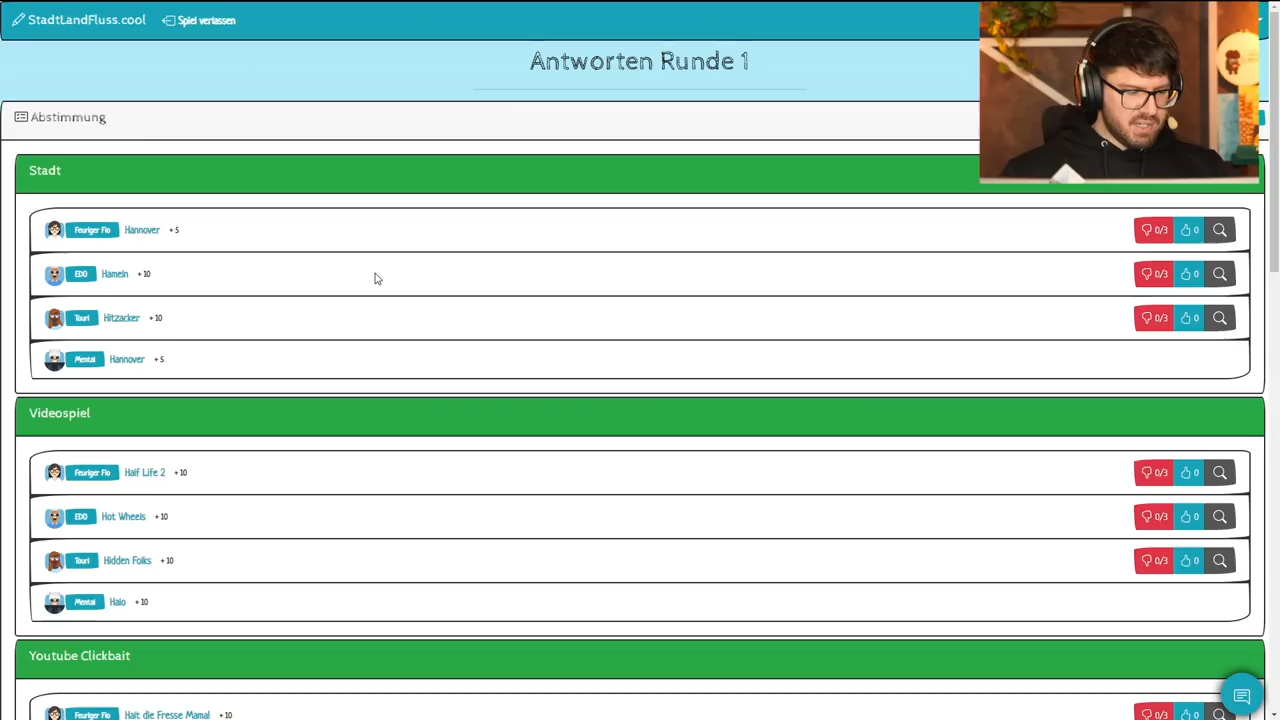 StadtLandFluss.cool Spiel verlassen
Antworten Runde 1
Abstimmung
Stadt
Feuriger Flo Hannover +5 0/3 0
EDO Hameln +10 0/3 0
Touri Hitzacker +10 0/3 0
Mental Hannover +5
Videospiel
Feuriger Flo Half Life 2 +10 0/3 0
EDO Hot Wheels +10 0/3 0
Touri Hidden Folks +10 0/3 0
Mental Halo +10
Youtube Clickbait
Feuriger Flo Halt die Fresse Mama! +10 0/3 0